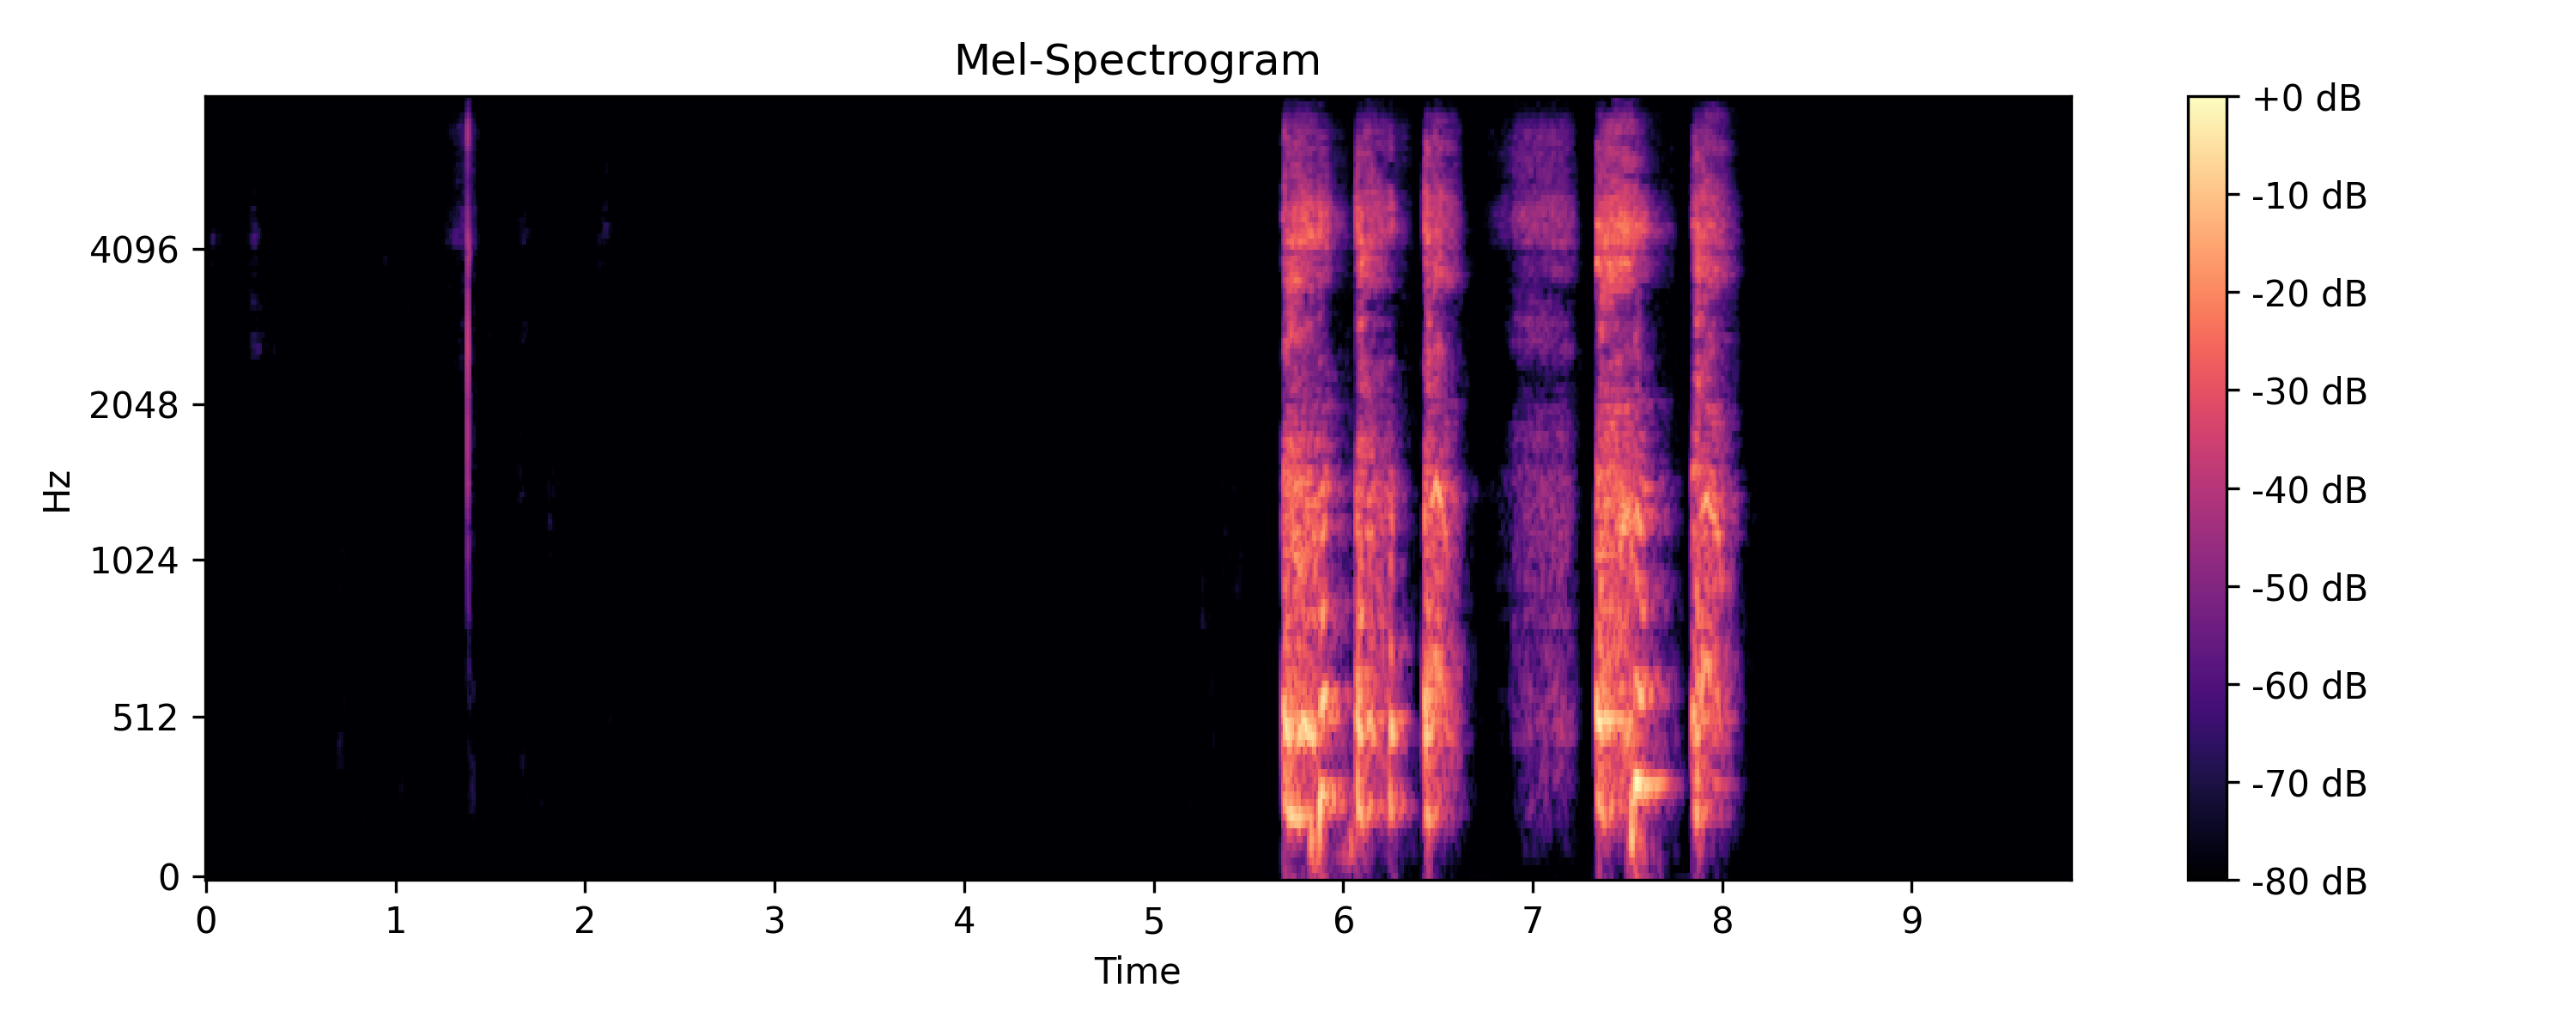 Mel-Spectrogram
+0 dB
-10 dB
4096
-20 dB
2048
-30 dB
Hz
-40 dB
1024
-50 dB
512
-60 dB
-70 dB
0
-80 dB
0 1 2 3 4 5 6 7 8 9
Time